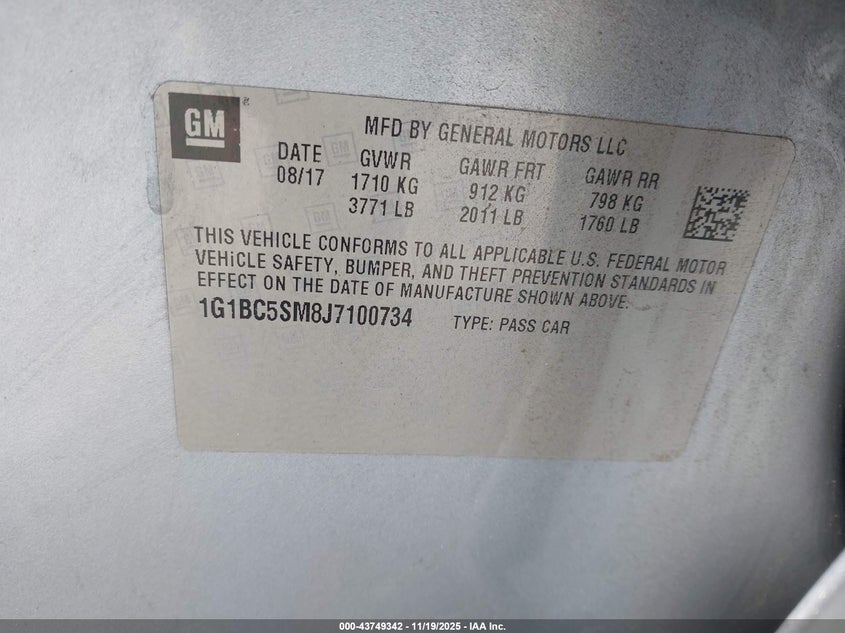 GM
MFD BY GENERAL MOTORS LLC
DATE GVWR GAWR FRT GAWR RR
08/17 1710 KG 912 KG 798 KG
3771 LB 2011 LB 1760 LB
THIS VEHICLE CONFORMS TO ALL APPLICABLE U.S. FEDERAL MOTOR
VEHICLE SAFETY, BUMPER, AND THEFT PREVENTION STANDARDS IN
EFFECT ON THE DATE OF MANUFACTURE SHOWN ABOVE.
1G1BC5SM8J7100734 TYPE: PASS CAR
000-43749342 - 11/19/2025 - IAA Inc.